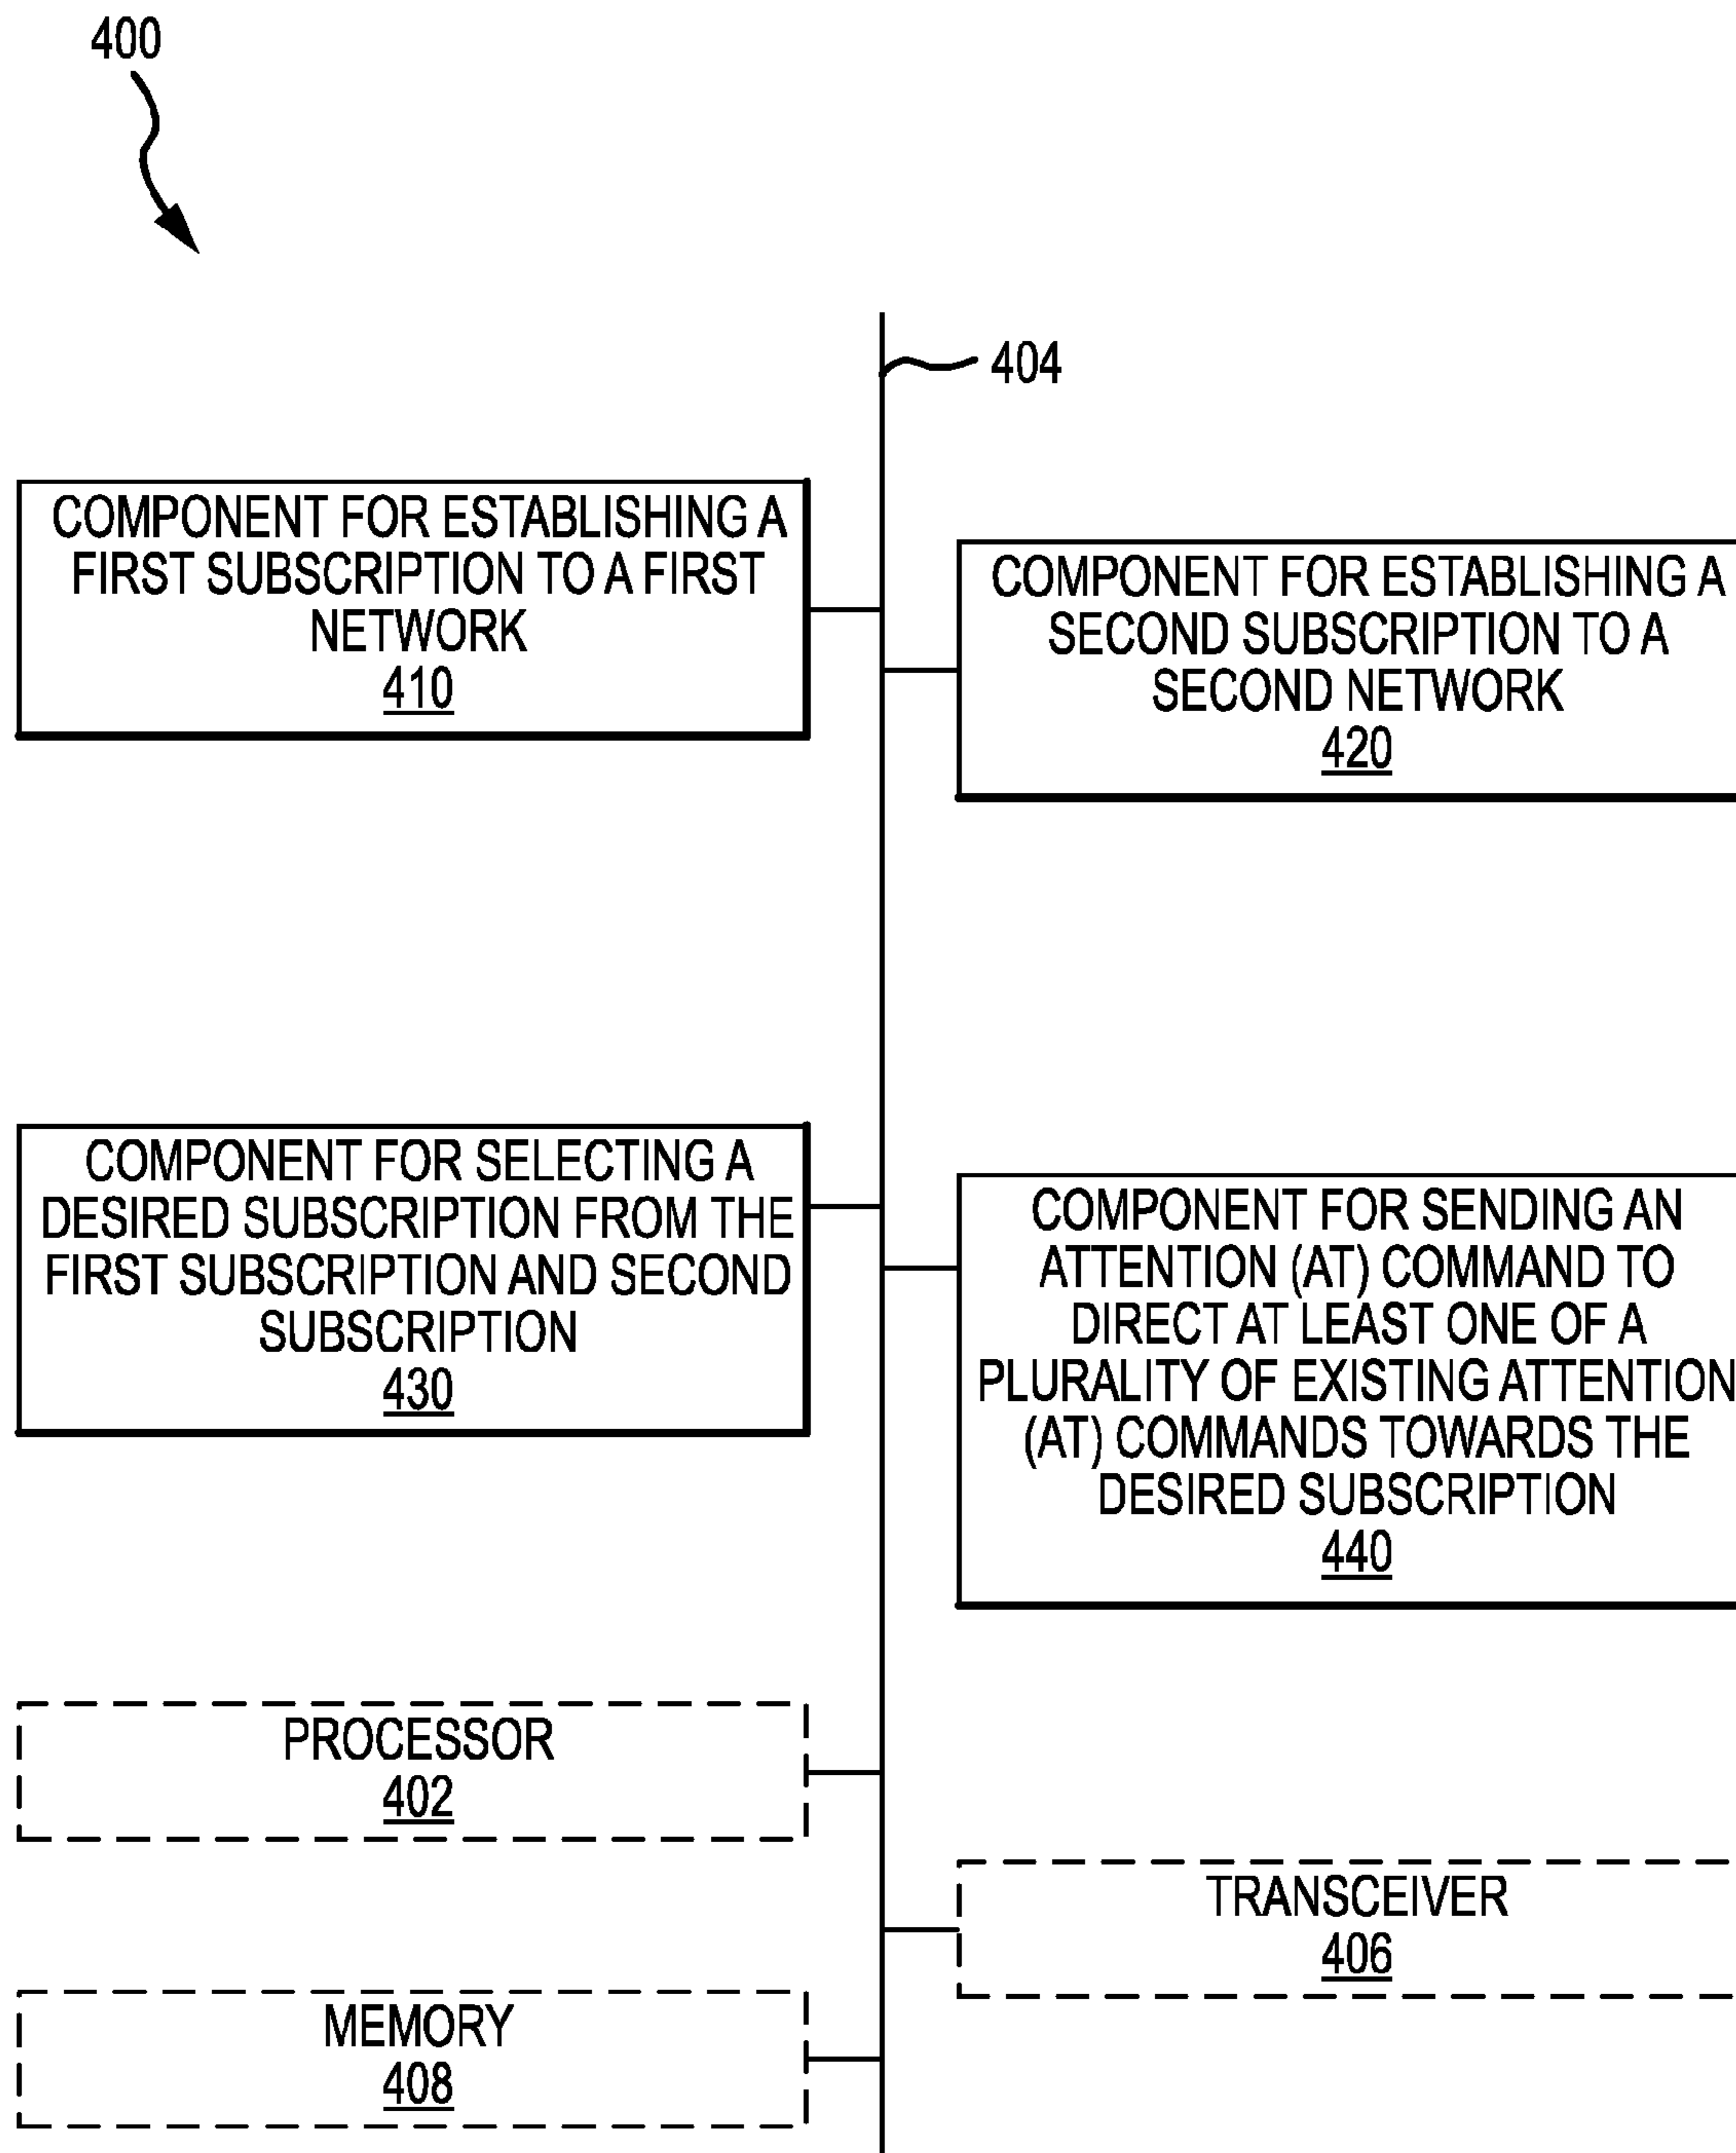 400
404
COMPONENT FOR ESTABLISHING A
FIRST SUBSCRIPTION TO A FIRST
NETWORK
410
COMPONENT FOR ESTABLISHING A
SECOND SUBSCRIPTION TO A
SECOND NETWORK
420
COMPONENT FOR SELECTING A
DESIRED SUBSCRIPTION FROM THE
FIRST SUBSCRIPTION AND SECOND
SUBSCRIPTION
430
COMPONENT FOR SENDING AN
ATTENTION (AT) COMMAND TO
DIRECT AT LEAST ONE OF A
PLURALITY OF EXISTING ATTENTION
(AT) COMMANDS TOWARDS THE
DESIRED SUBSCRIPTION
440
PROCESSOR
402
TRANSCEIVER
406
MEMORY
408